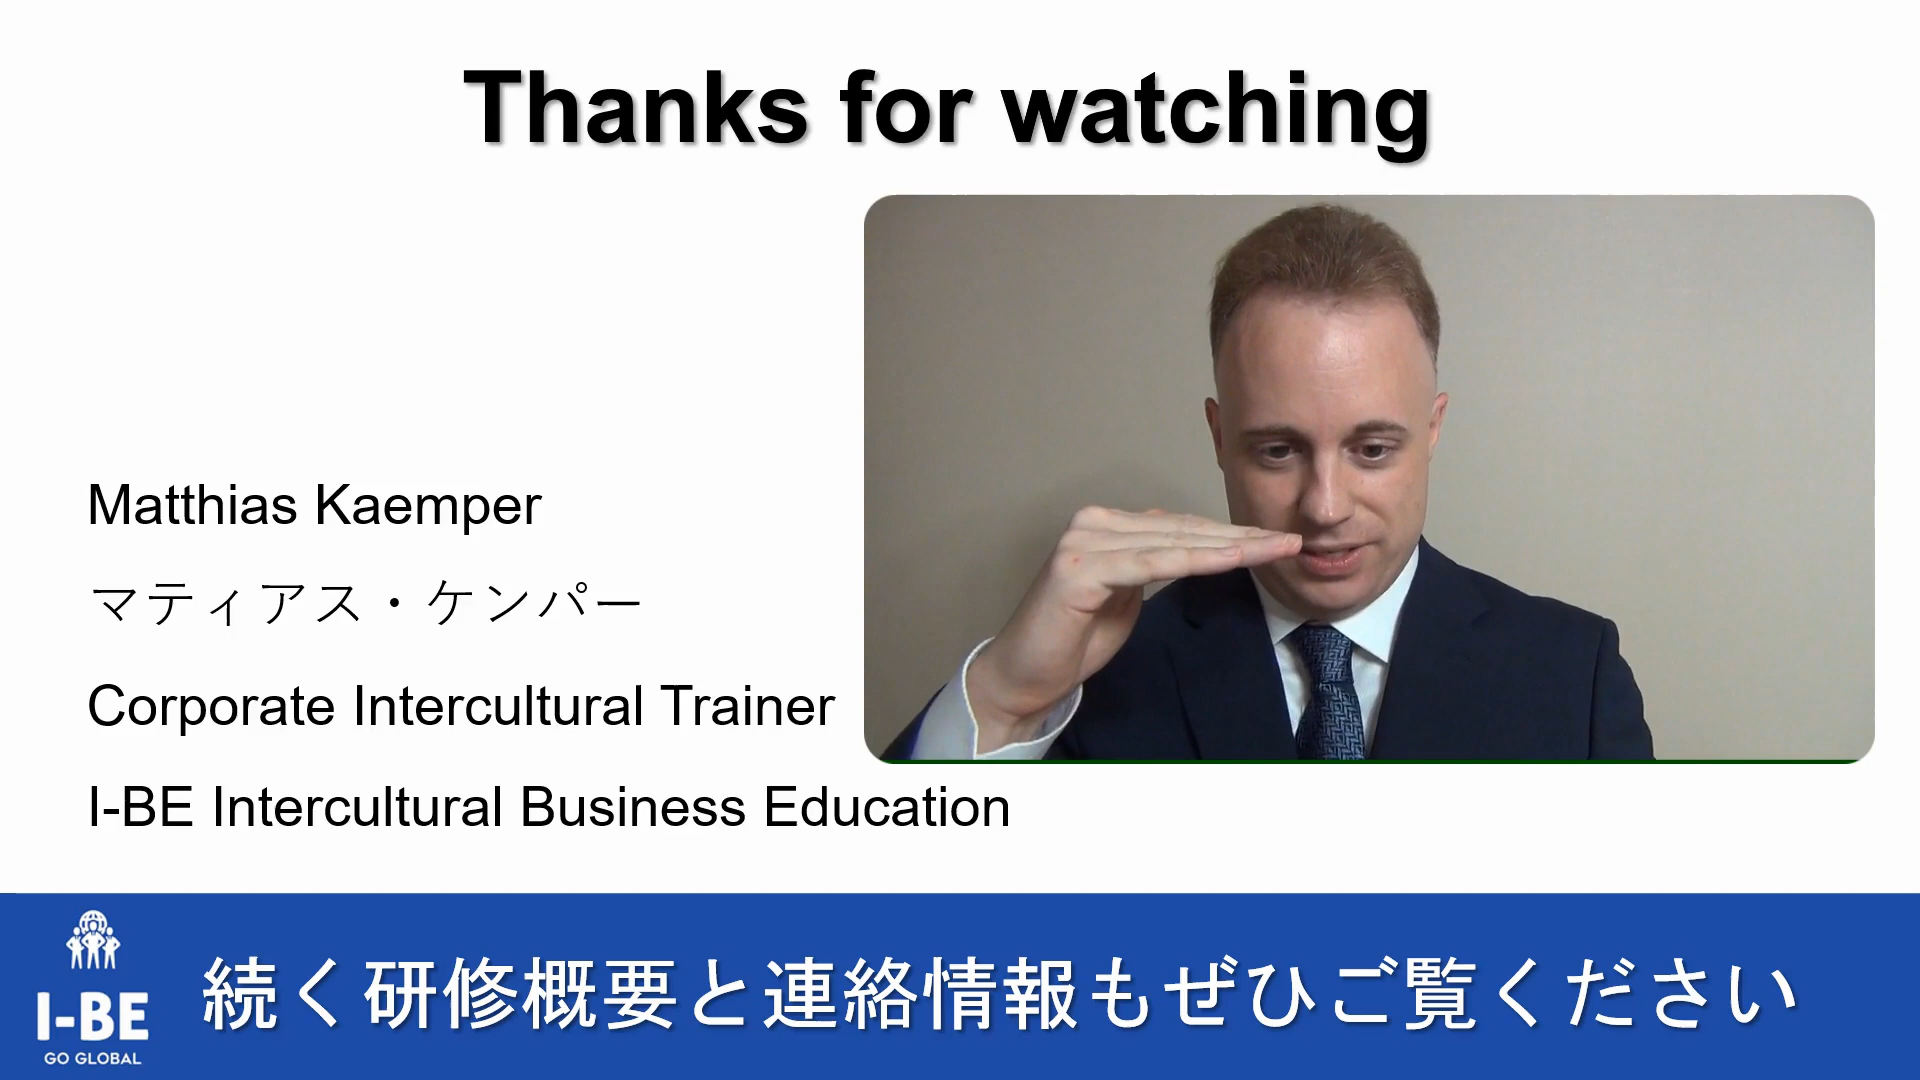 Thanks for watching
Matthias Kaemper
マティアス・ケンパー
Corporate Intercultural Trainer
I-BE Intercultural Business Education
I-BE
GO GLOBAL
続く研修概要と連絡情報もぜひご覧ください